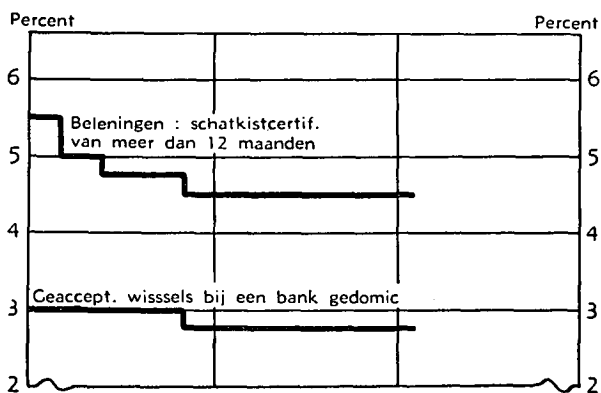 Percent Percent
6 6
Beleningen : schatkistcertif.
van meer dan 12 maanden
5 5
4 4
Geaccept. wisssels bij een bank gedomic
3 3
2 2